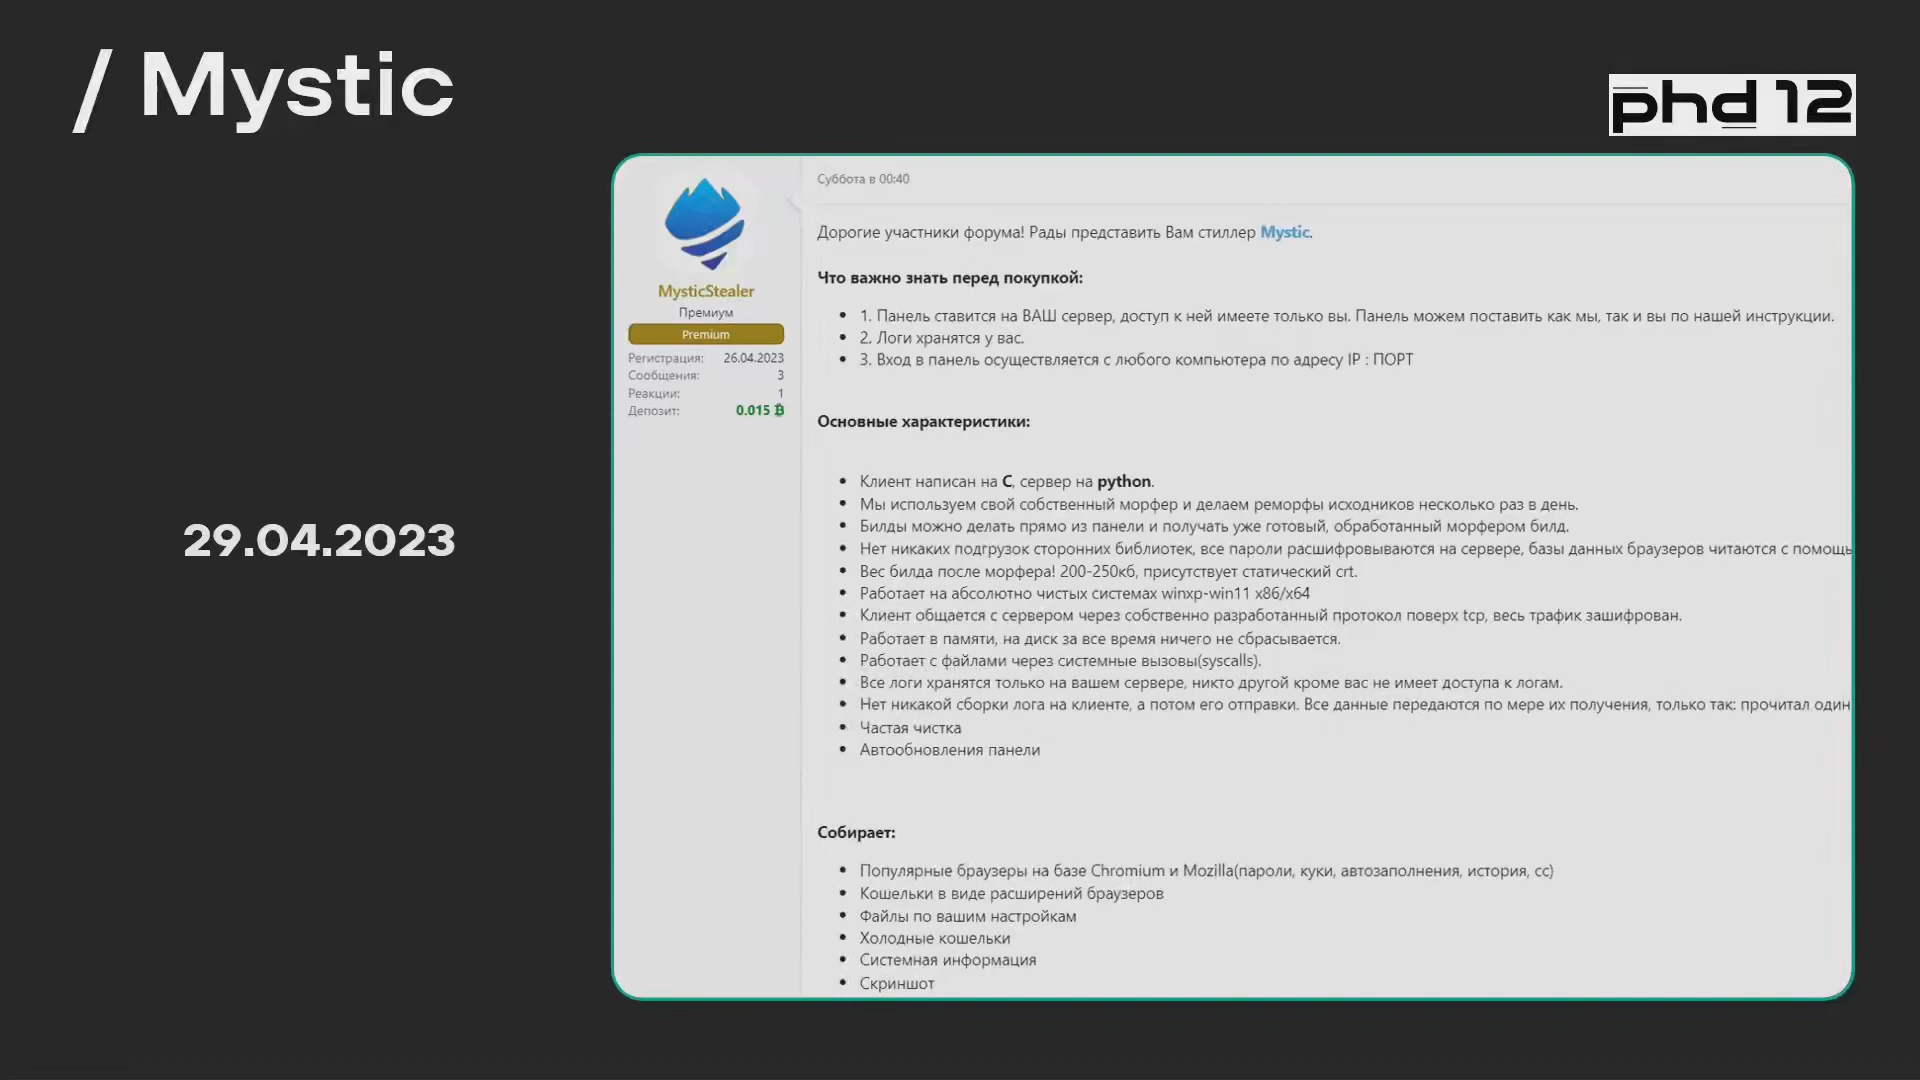 / Mystic
phd 12
29.04.2023
MysticStealer
Премиум
Premium
Регистрация: 26.04.2023
Сообщения: 3
Реакции: 1
Депозит: 0.015 ₿
Суббота в 00:40
Дорогие участники форума! Рады представить Вам стиллер Mystic.
Что важно знать перед покупкой:
• 1. Панель ставится на ВАШ сервер, доступ к ней имеете только вы. Панель можем поставить как мы, так и вы по нашей инструкции.
• 2. Логи хранятся у вас.
• 3. Вход в панель осуществляется с любого компьютера по адресу IP : ПОРТ
Основные характеристики:
• Клиент написан на C, сервер на python.
• Мы используем свой собственный морфер и делаем реморфы исходников несколько раз в день.
• Билды можно делать прямо из панели и получать уже готовый, обработанный морфером билд.
• Нет никаких подгрузок сторонних библиотек, все пароли расшифровываются на сервере, базы данных браузеров читаются с помощь
• Вес билда после морфера! 200-250кб, присутствует статический crt.
• Работает на абсолютно чистых системах winxp-win11 x86/x64
• Клиент общается с сервером через собственно разработанный протокол поверх tcp, весь трафик зашифрован.
• Работает в памяти, на диск за все время ничего не сбрасывается.
• Работает с файлами через системные вызовы(syscalls).
• Все логи хранятся только на вашем сервере, никто другой кроме вас не имеет доступа к логам.
• Нет никакой сборки лога на клиенте, а потом его отправки. Все данные передаются по мере их получения, только так: прочитал один
• Частая чистка
• Автообновления панели
Собирает:
• Популярные браузеры на базе Chromium и Mozilla(пароли, куки, автозаполнения, история, cc)
• Кошельки в виде расширений браузеров
• Файлы по вашим настройкам
• Холодные кошельки
• Системная информация
• Скриншот